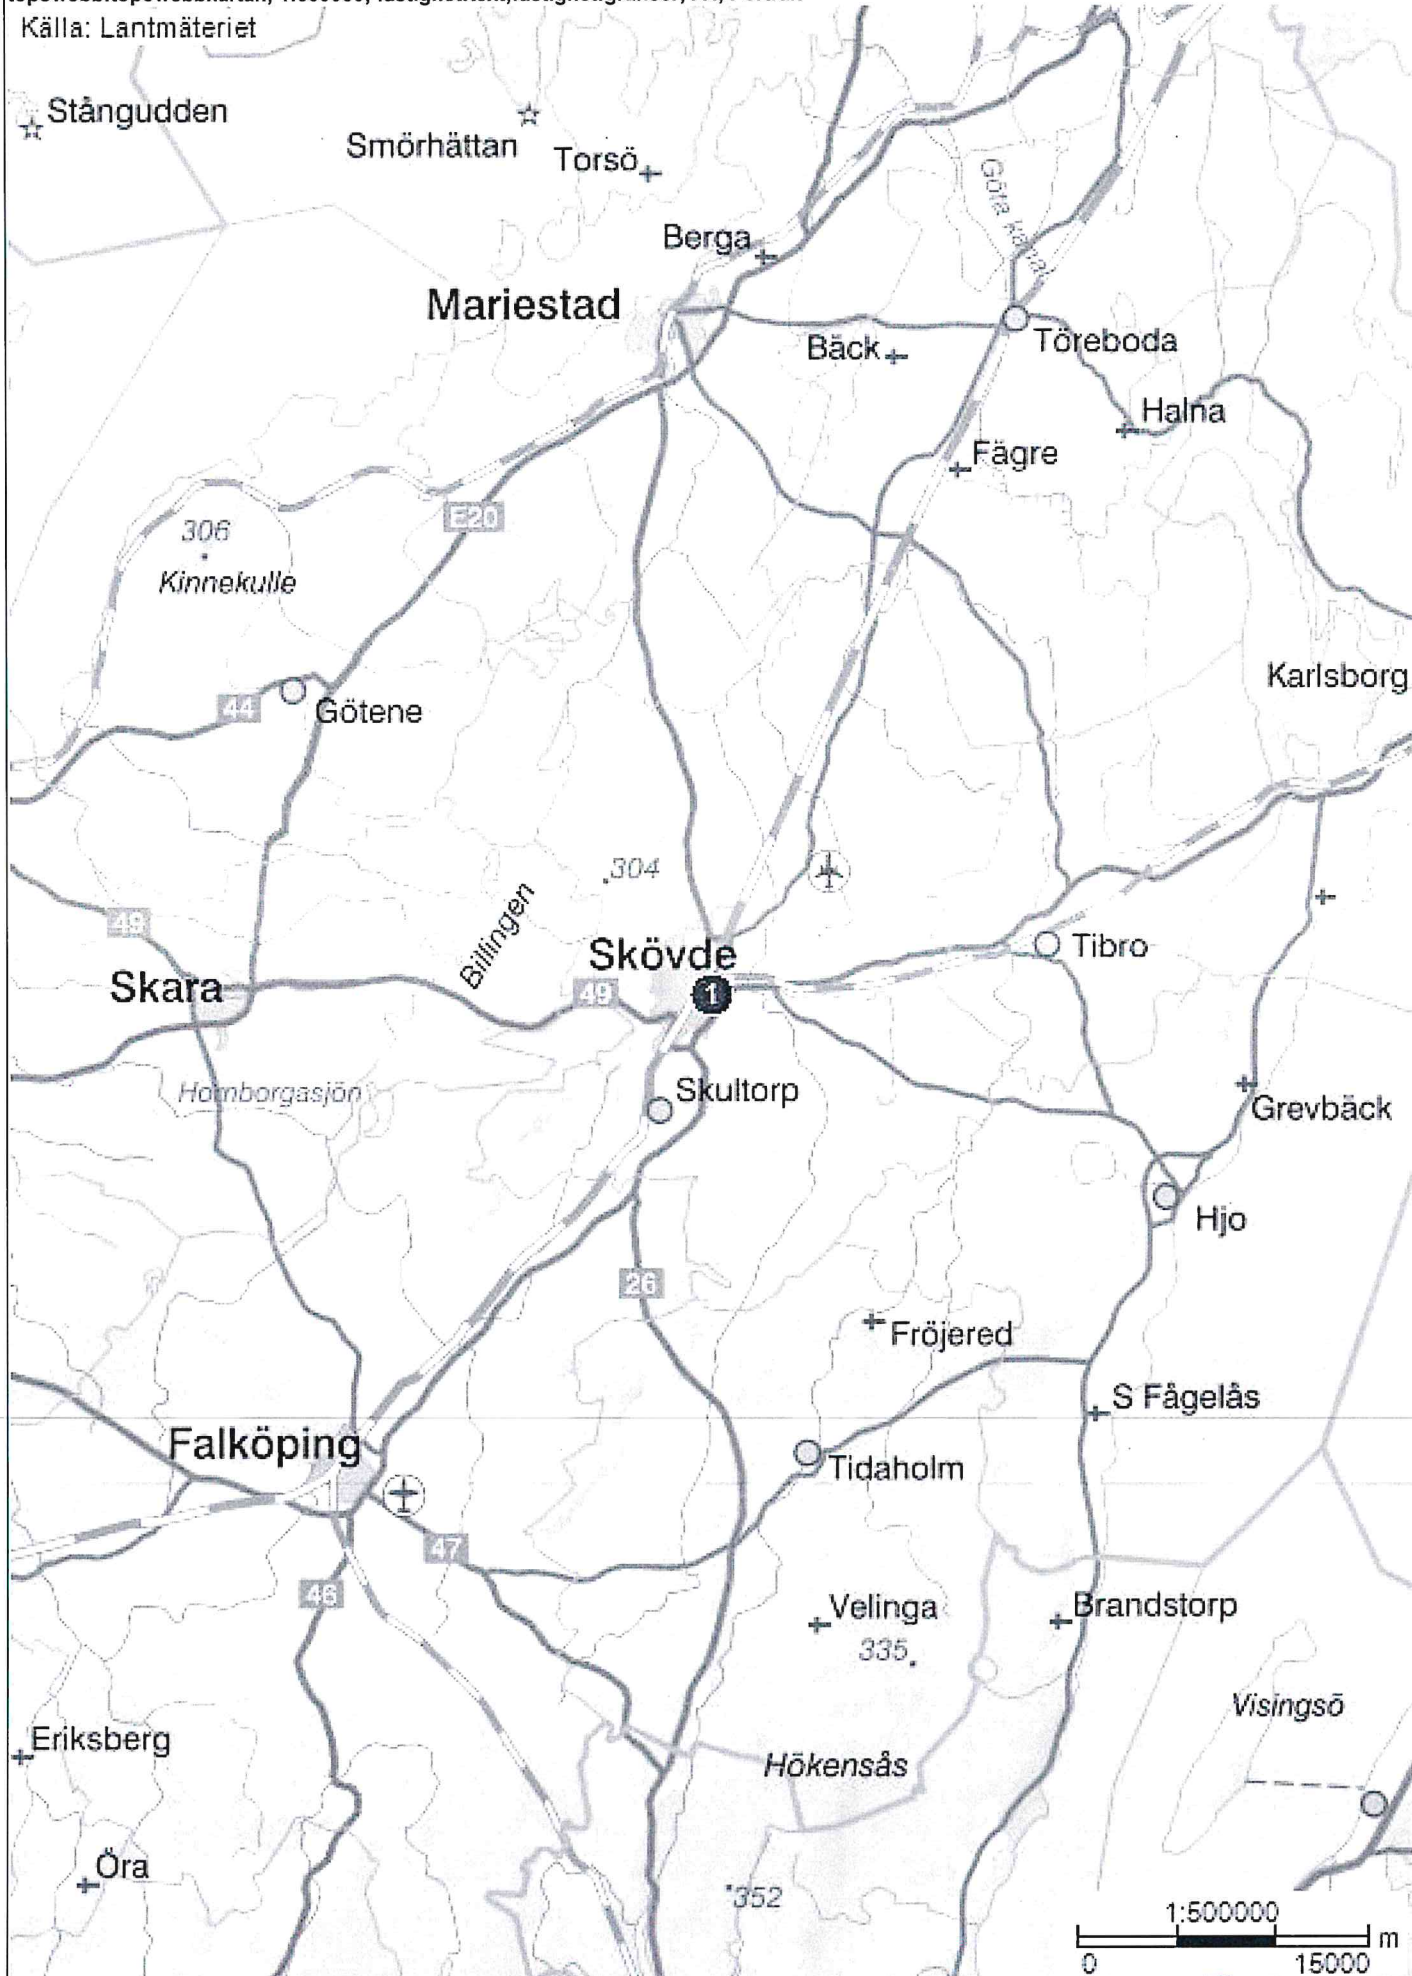 Källa: Lantmäteriet
Stångudden
Smörhättan
Torsö
Göta kanal
Berga
Mariestad
Bäck
Töreboda
Halna
Fägre
E20
306
Kinnekulle
Karlsborg
44
Götene
304
Billingen
49
Skövde
Tibro
Skara
49
1
Hornborgasjön
Skultorp
Grevbäck
Hjo
26
Fröjered
S Fågelås
Falköping
Tidaholm
47
46
Velinga
Brandstorp
335
Visingsö
Eriksberg
Hökensås
Öra
352
1:500000
m
0 15000